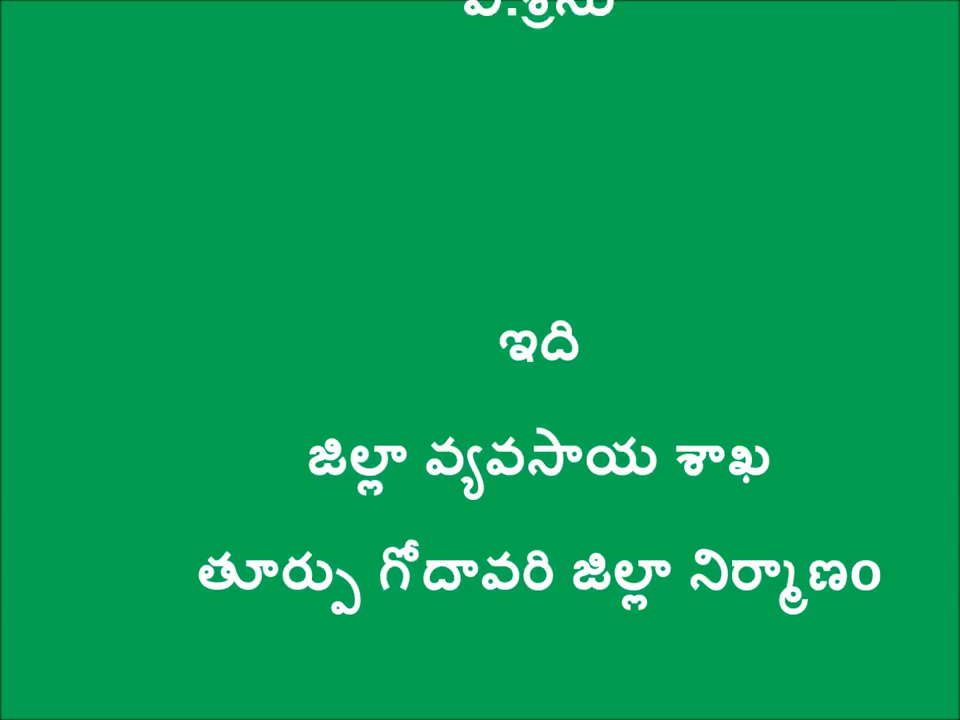 ఇది
జిల్లా వ్యవసాయ శాఖ
తూర్పు గోదావరి జిల్లా నిర్మాణం